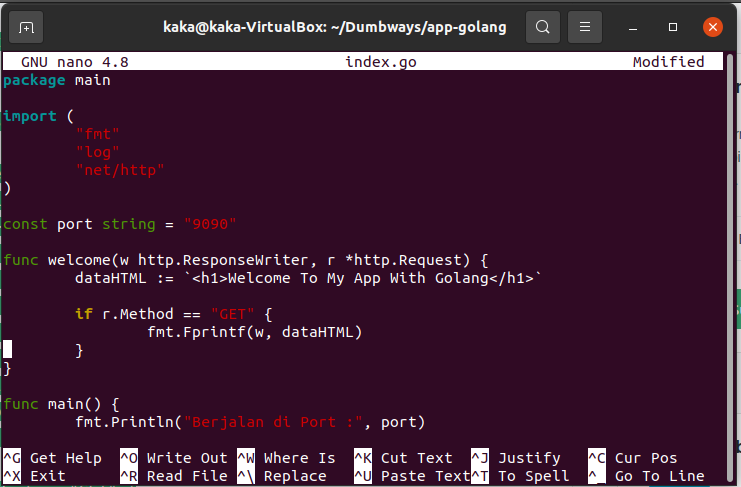 kaka@kaka-VirtualBox: ~/Dumbways/app-golang
GNU nano 4.8 index.go Modified
package main
import (
"fmt"
"log"
"net/http"
)
const port string = "9090"
func welcome(w http.ResponseWriter, r *http.Request) {
dataHTML := `<h1>Welcome To My App With Golang</h1>`
if r.Method == "GET" {
fmt.Fprintf(w, dataHTML)
}
}
func main() {
fmt.Println("Berjalan di Port :", port)
^G Get Help ^O Write Out ^W Where Is ^K Cut Text ^J Justify ^C Cur Pos
^X Exit ^R Read File ^\ Replace ^U Paste Text ^T To Spell ^_ Go To Line